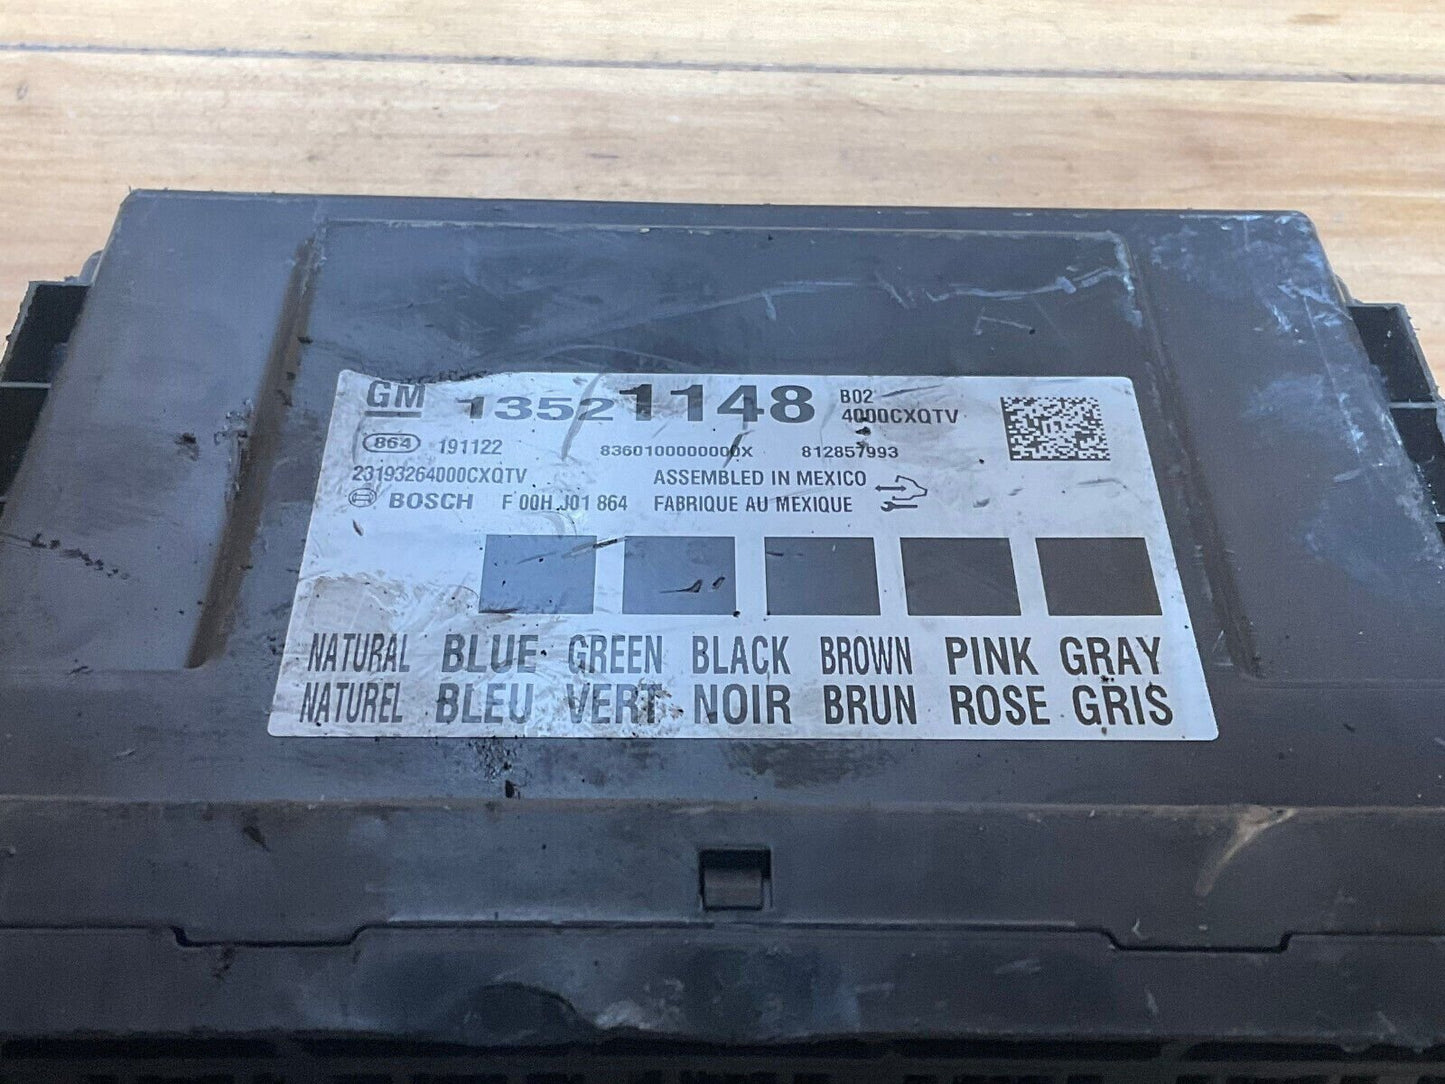 GM 13521148 B02
4000CXQTV
864 191122 8360100000000X 812857993
23193264000CXQTV ASSEMBLED IN MEXICO
BOSCH F 00H J01 864 FABRIQUE AU MEXIQUE
NATURAL BLUE GREEN BLACK BROWN PINK GRAY
NATUREL BLEU VERT NOIR BRUN ROSE GRIS